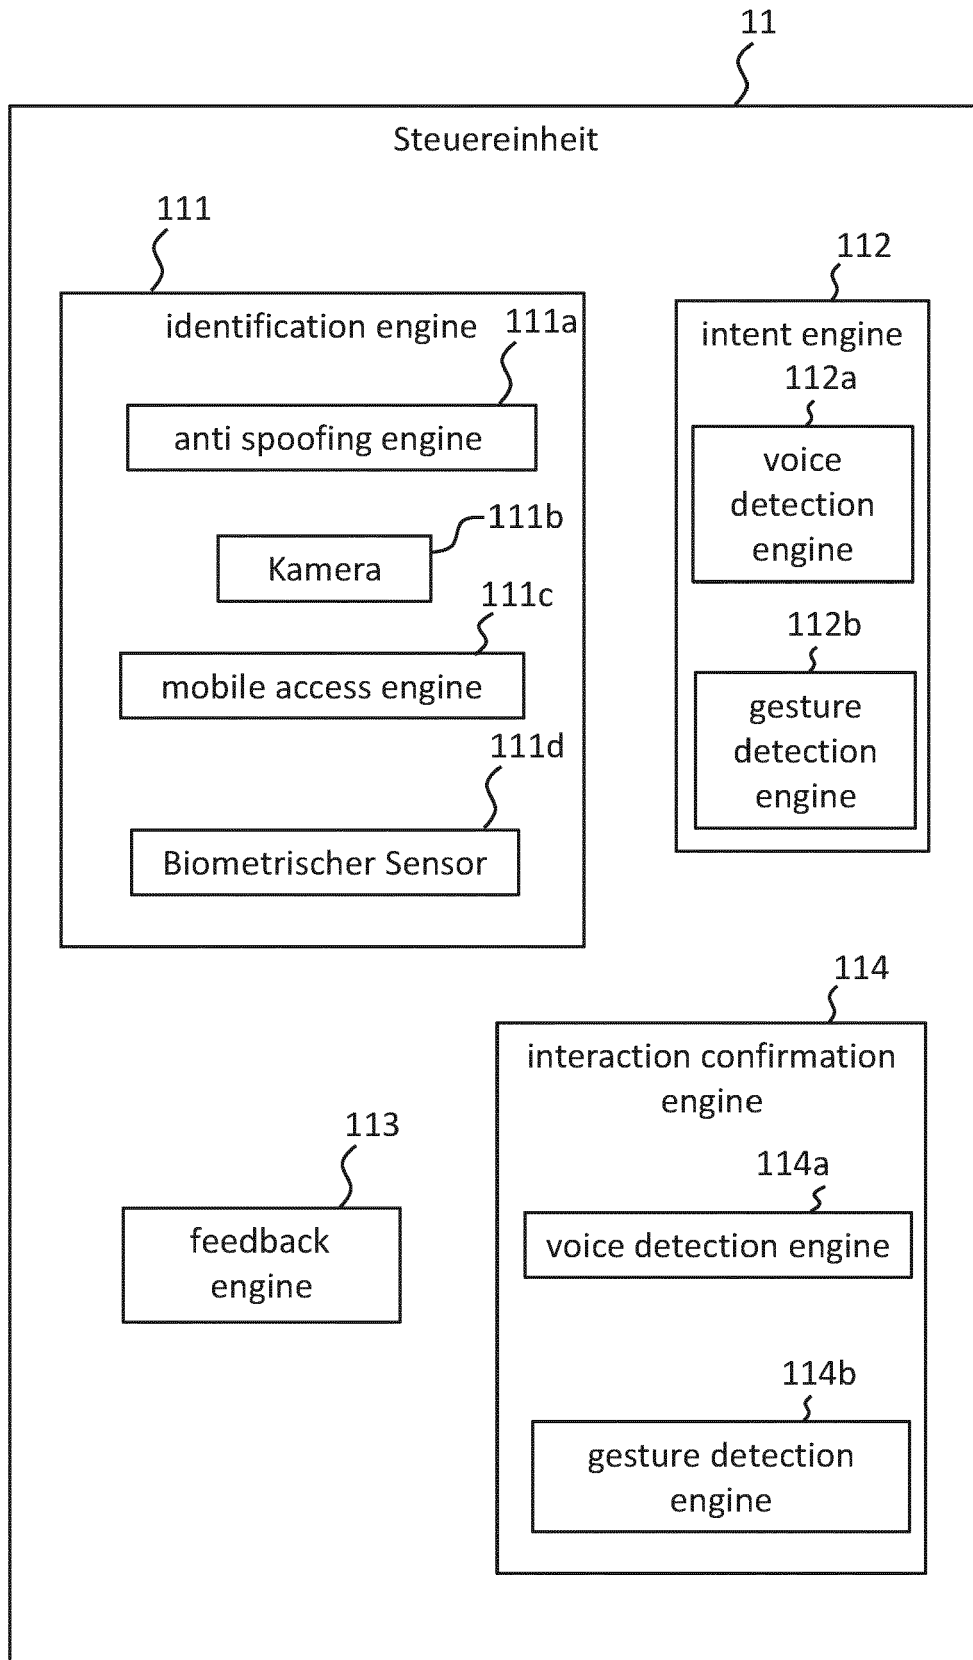 11
Steuereinheit
111
identification engine
111a
anti spoofing engine
111b
Kamera
111c
mobile access engine
111d
Biometrischer Sensor
112
intent engine
112a
voice
detection
engine
112b
gesture
detection
engine
113
feedback
engine
114
interaction confirmation
engine
114a
voice detection engine
114b
gesture detection
engine